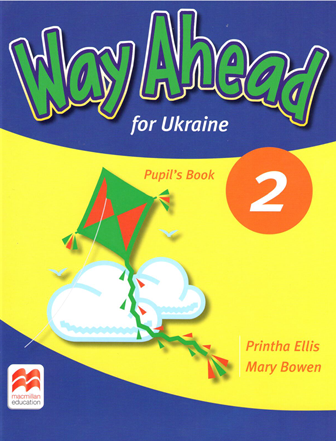 Way Ahead
for Ukraine
Pupil's Book
2
Printha Ellis
Mary Bowen
macmillan
education